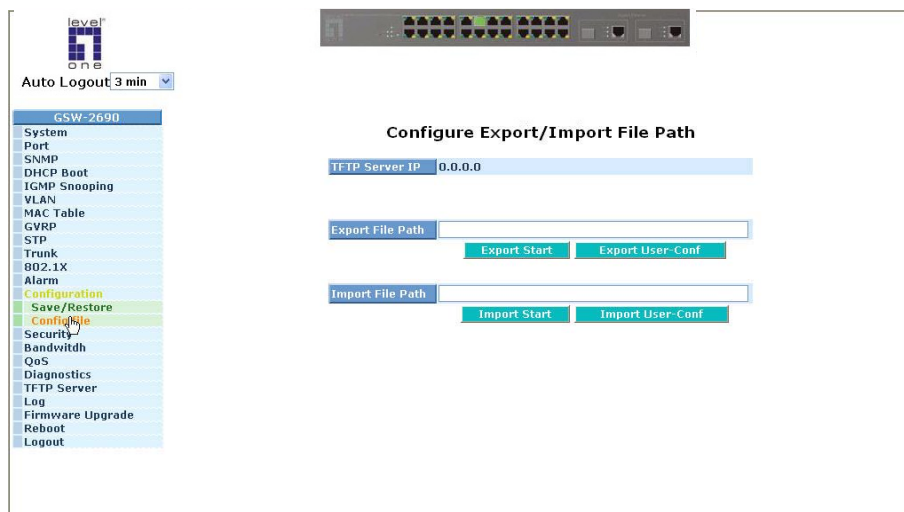 level
one
Auto Logout 3 min
GSW-2690
System
Port
SNMP
DHCP Boot
IGMP Snooping
VLAN
MAC Table
GVRP
STP
Trunk
802.1X
Alarm
Configuration
Save/Restore
Config File
Security
Bandwitdh
QoS
Diagnostics
TFTP Server
Log
Firmware Upgrade
Reboot
Logout
Configure Export/Import File Path
TFTP Server IP 0.0.0.0
Export File Path
Export Start Export User-Conf
Import File Path
Import Start Import User-Conf